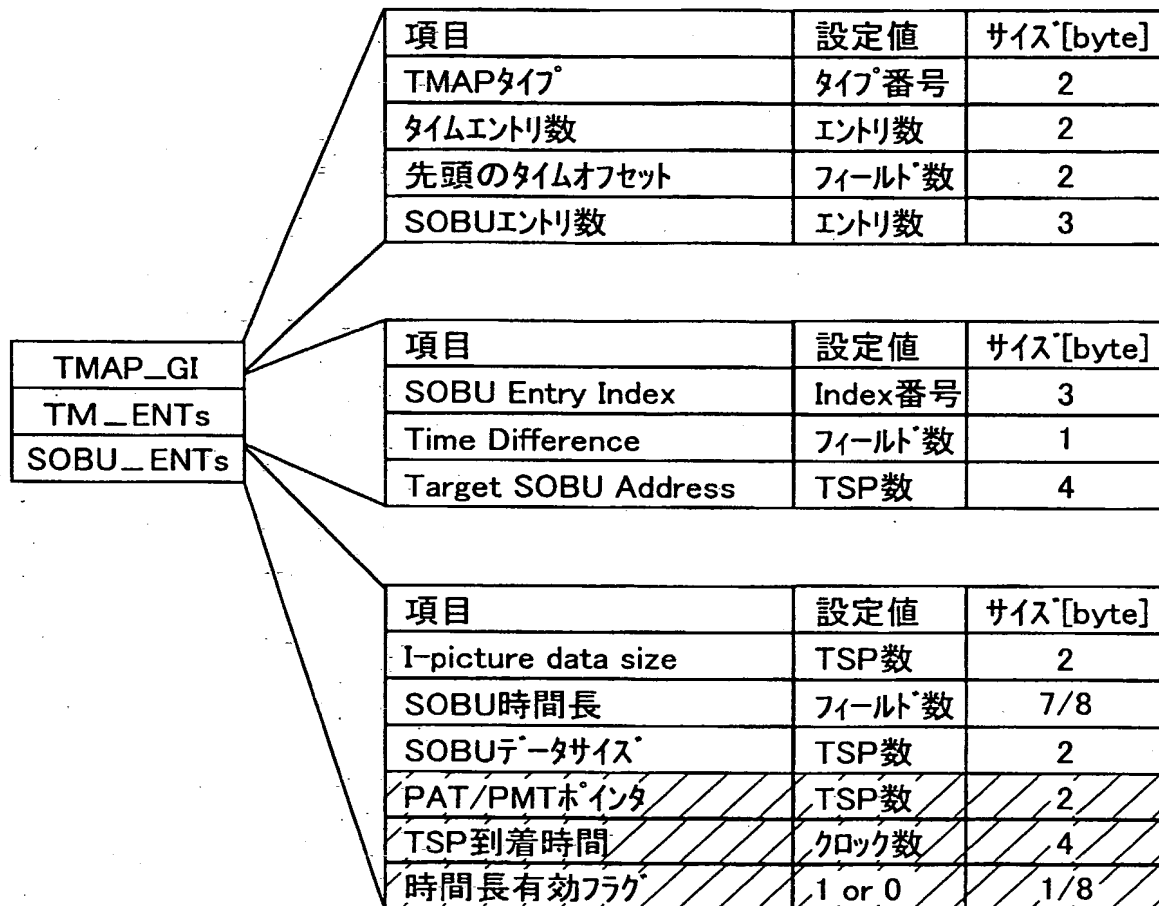 項目 設定値 サイズ[byte]
TMAPタイプ タイプ番号 2
タイムエントリ数 エントリ数 2
先頭のタイムオフセット フィールド数 2
SOBUエントリ数 エントリ数 3
TMAP_GI
TM_ENTs
SOBU_ENTs
項目 設定値 サイズ[byte]
SOBU Entry Index Index番号 3
Time Difference フィールド数 1
Target SOBU Address TSP数 4
項目 設定値 サイズ[byte]
I-picture data size TSP数 2
SOBU時間長 フィールド数 7/8
SOBUデータサイズ TSP数 2
PAT/PMTポインタ TSP数 2
TSP到着時間 クロック数 4
時間長有効フラグ 1 or 0 1/8